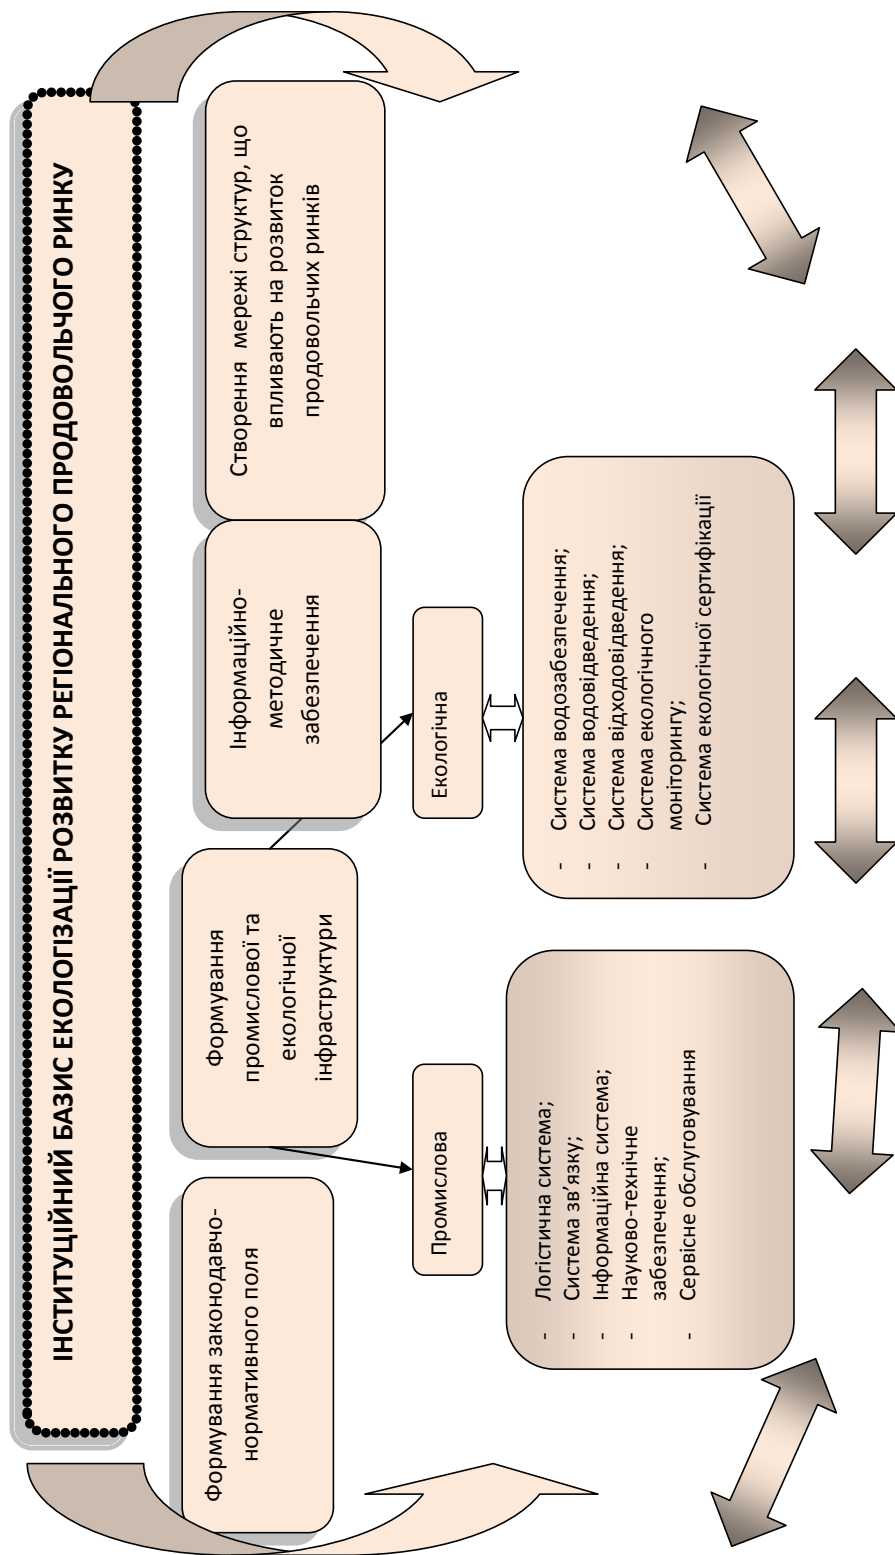 ІНСТИТУЦІЙНИЙ БАЗИС ЕКОЛОГІЗАЦІЇ РОЗВИТКУ РЕГІОНАЛЬНОГО ПРОДОВОЛЬЧОГО РИНКУ
Формування законодавчо-
нормативного поля
Формування
промислової та
екологічної
інфраструктури
Інформаційно-
методичне
забезпечення
Створення мережі структур, що
впливають на розвиток
продовольчих ринків
Промислова
Екологічна
- Логістична система;
- Система зв’язку;
- Інформаційна система;
- Науково-технічне
забезпечення;
- Сервісне обслуговування
- Система водозабезпечення;
- Система водовідведення;
- Система відходовідведення;
- Система екологічного
моніторингу;
- Система екологічної сертифікації